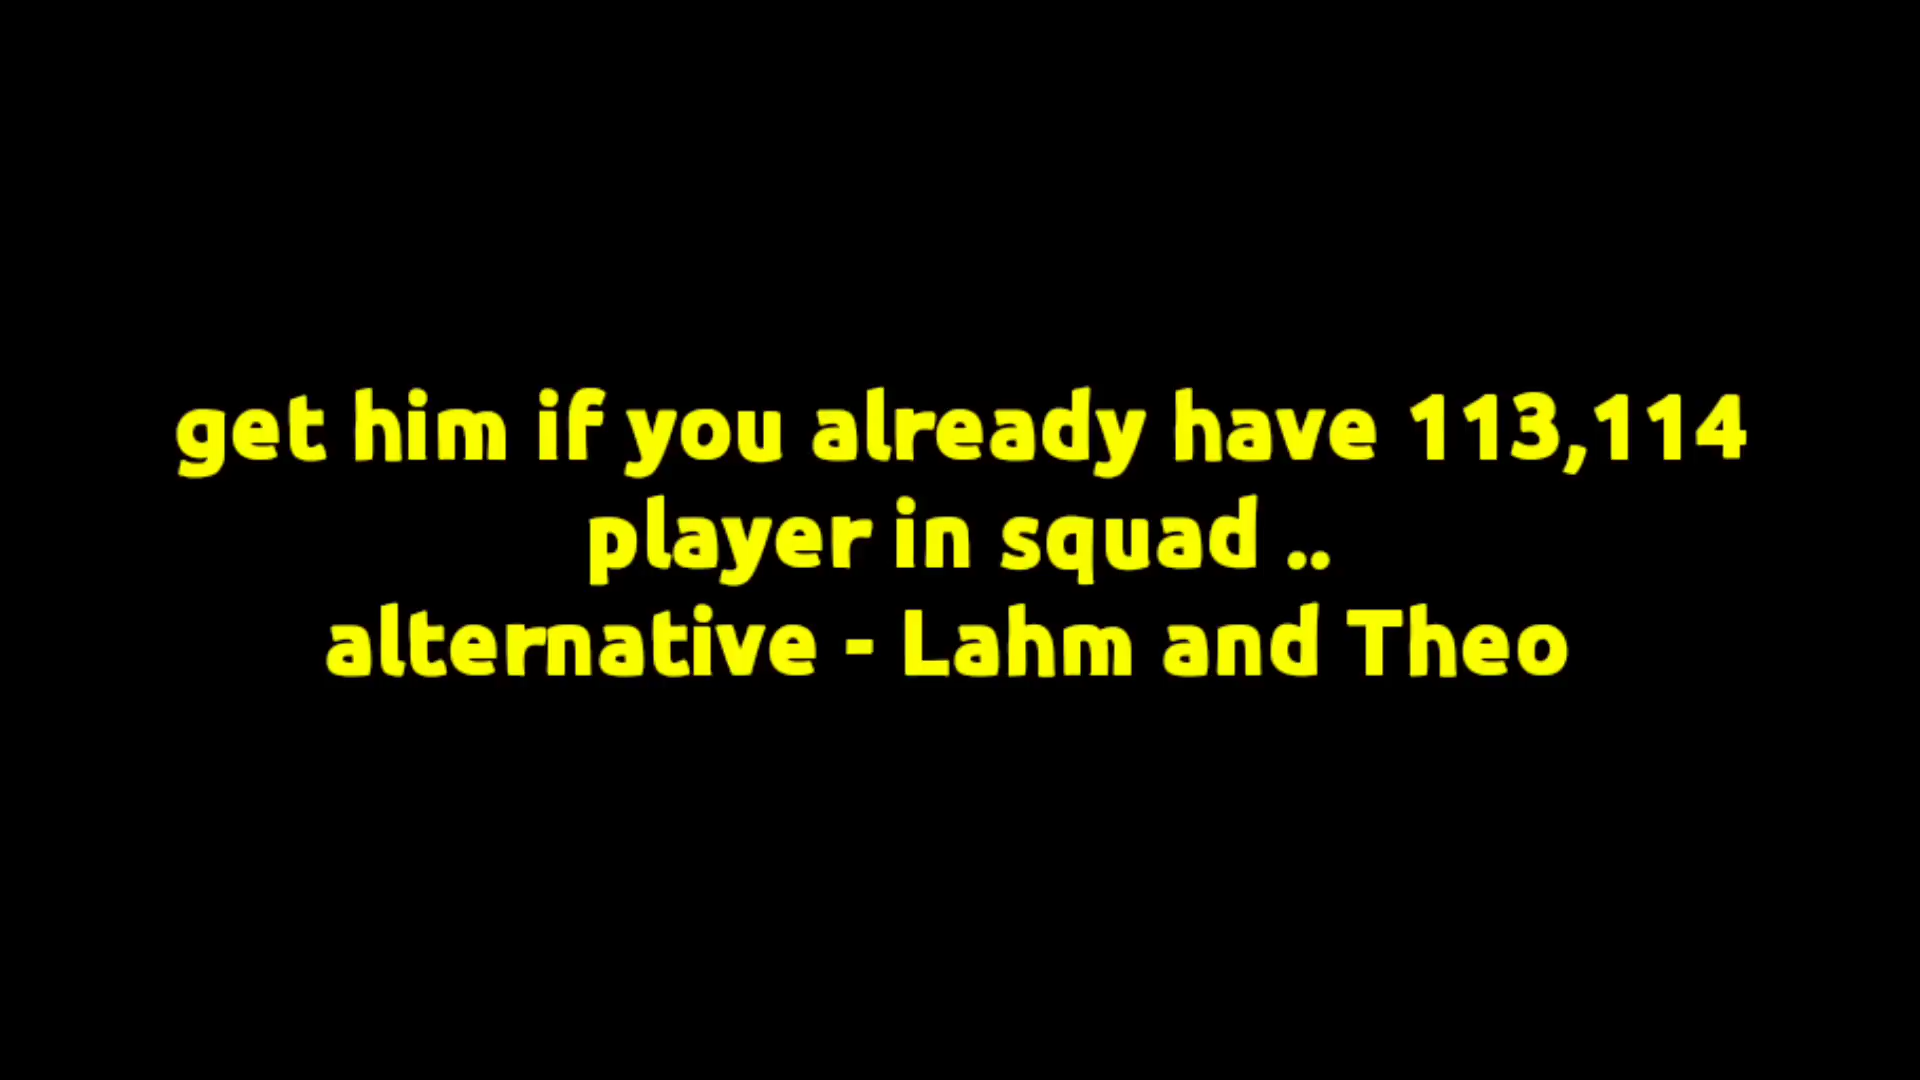 get him if you already have 113,114
player in squad ..
alternative - Lahm and Theo